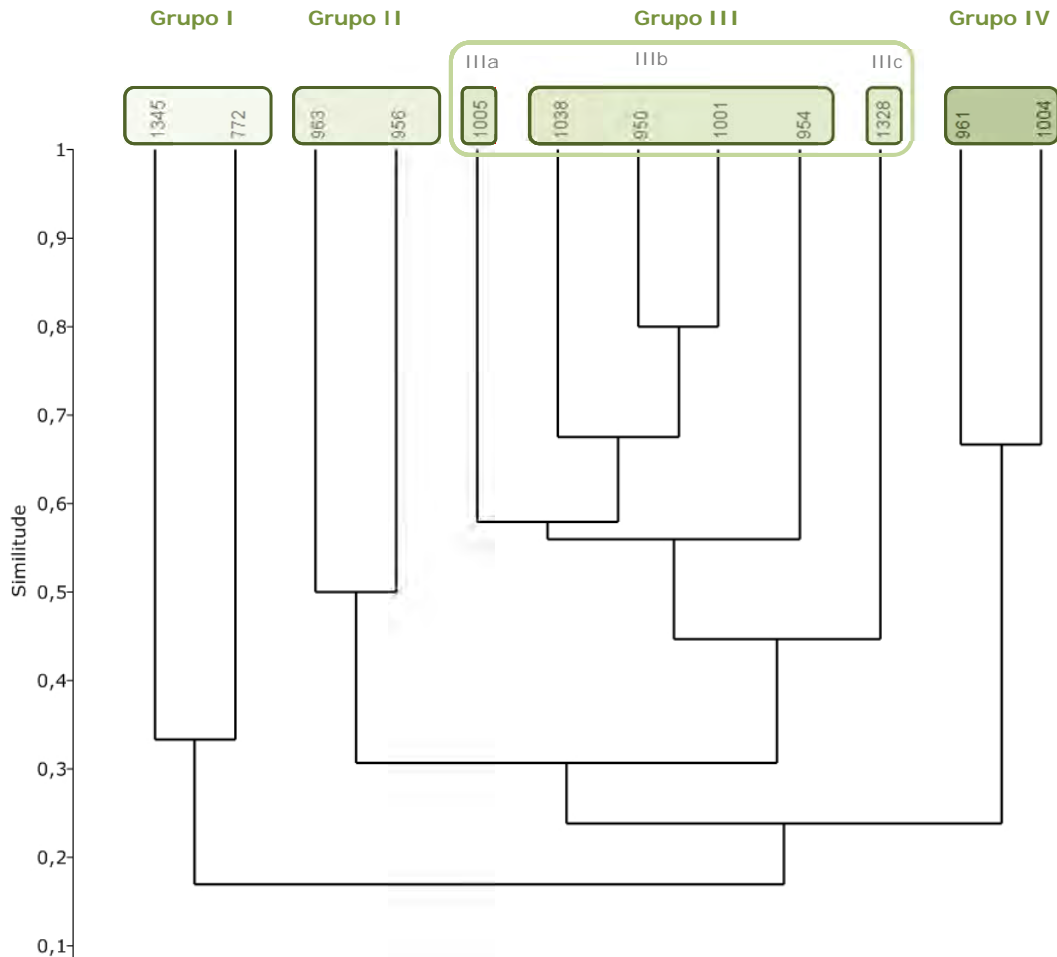 Grupo I Grupo II Grupo III Grupo IV
IIIa IIIb IIIc
1345 772 963 956 1005 1038 950 1001 954 1328 961 1004
1
0,9
0,8
0,7
0,6
0,5
0,4
0,3
0,2
0,1
Similitude